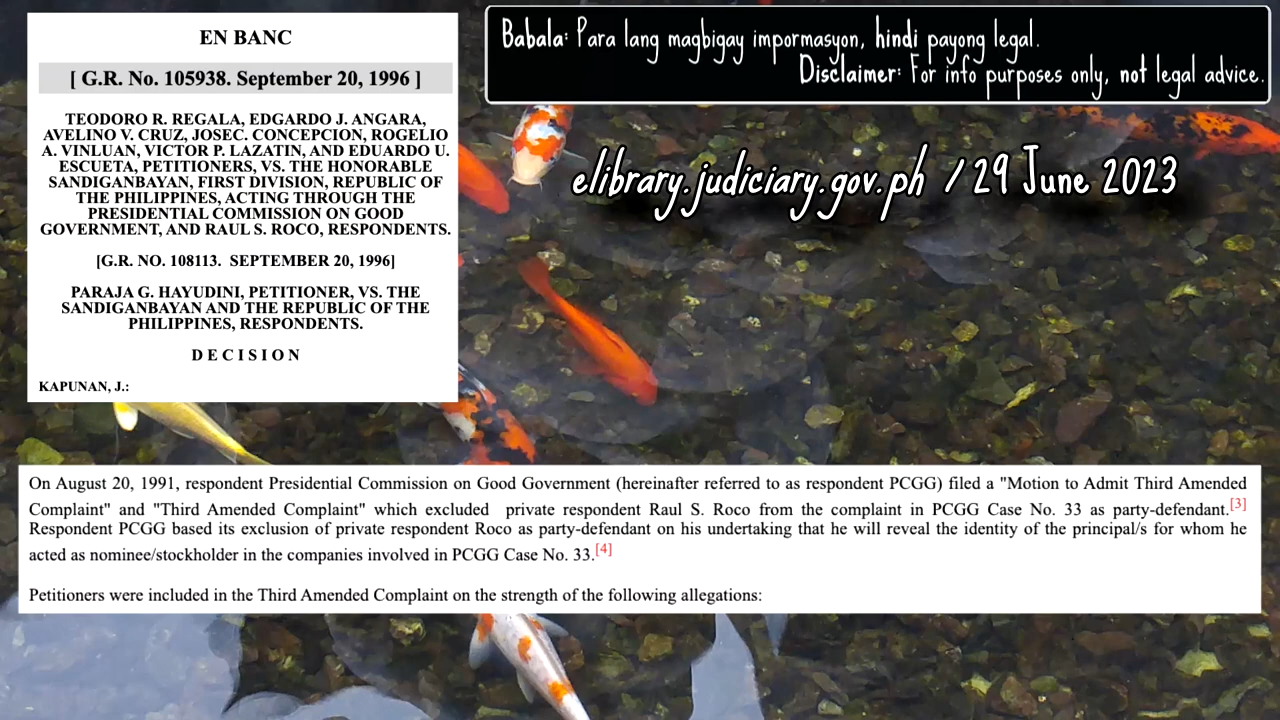 EN BANC
[ G.R. No. 105938. September 20, 1996 ]
TEODORO R. REGALA, EDGARDO J. ANGARA,
AVELINO V. CRUZ, JOSEC. CONCEPCION, ROGELIO
A. VINLUAN, VICTOR P. LAZATIN, AND EDUARDO U.
ESCUETA, PETITIONERS, VS. THE HONORABLE
SANDIGANBAYAN, FIRST DIVISION, REPUBLIC OF
THE PHILIPPINES, ACTING THROUGH THE
PRESIDENTIAL COMMISSION ON GOOD
GOVERNMENT, AND RAUL S. ROCO, RESPONDENTS.
[G.R. NO. 108113. SEPTEMBER 20, 1996]
PARAJA G. HAYUDINI, PETITIONER, VS. THE
SANDIGANBAYAN AND THE REPUBLIC OF THE
PHILIPPINES, RESPONDENTS.
D E C I S I O N
KAPUNAN, J.:
Babala: Para lang magbigay impormasyon, hindi payong legal.
Disclaimer: For info purposes only, not legal advice.
elibrary.judiciary.gov.ph / 29 June 2023
On August 20, 1991, respondent Presidential Commission on Good Government (hereinafter referred to as respondent PCGG) filed a "Motion to Admit Third Amended
Complaint" and "Third Amended Complaint" which excluded private respondent Raul S. Roco from the complaint in PCGG Case No. 33 as party-defendant.[3]
Respondent PCGG based its exclusion of private respondent Roco as party-defendant on his undertaking that he will reveal the identity of the principal/s for whom he
acted as nominee/stockholder in the companies involved in PCGG Case No. 33.[4]
Petitioners were included in the Third Amended Complaint on the strength of the following allegations: